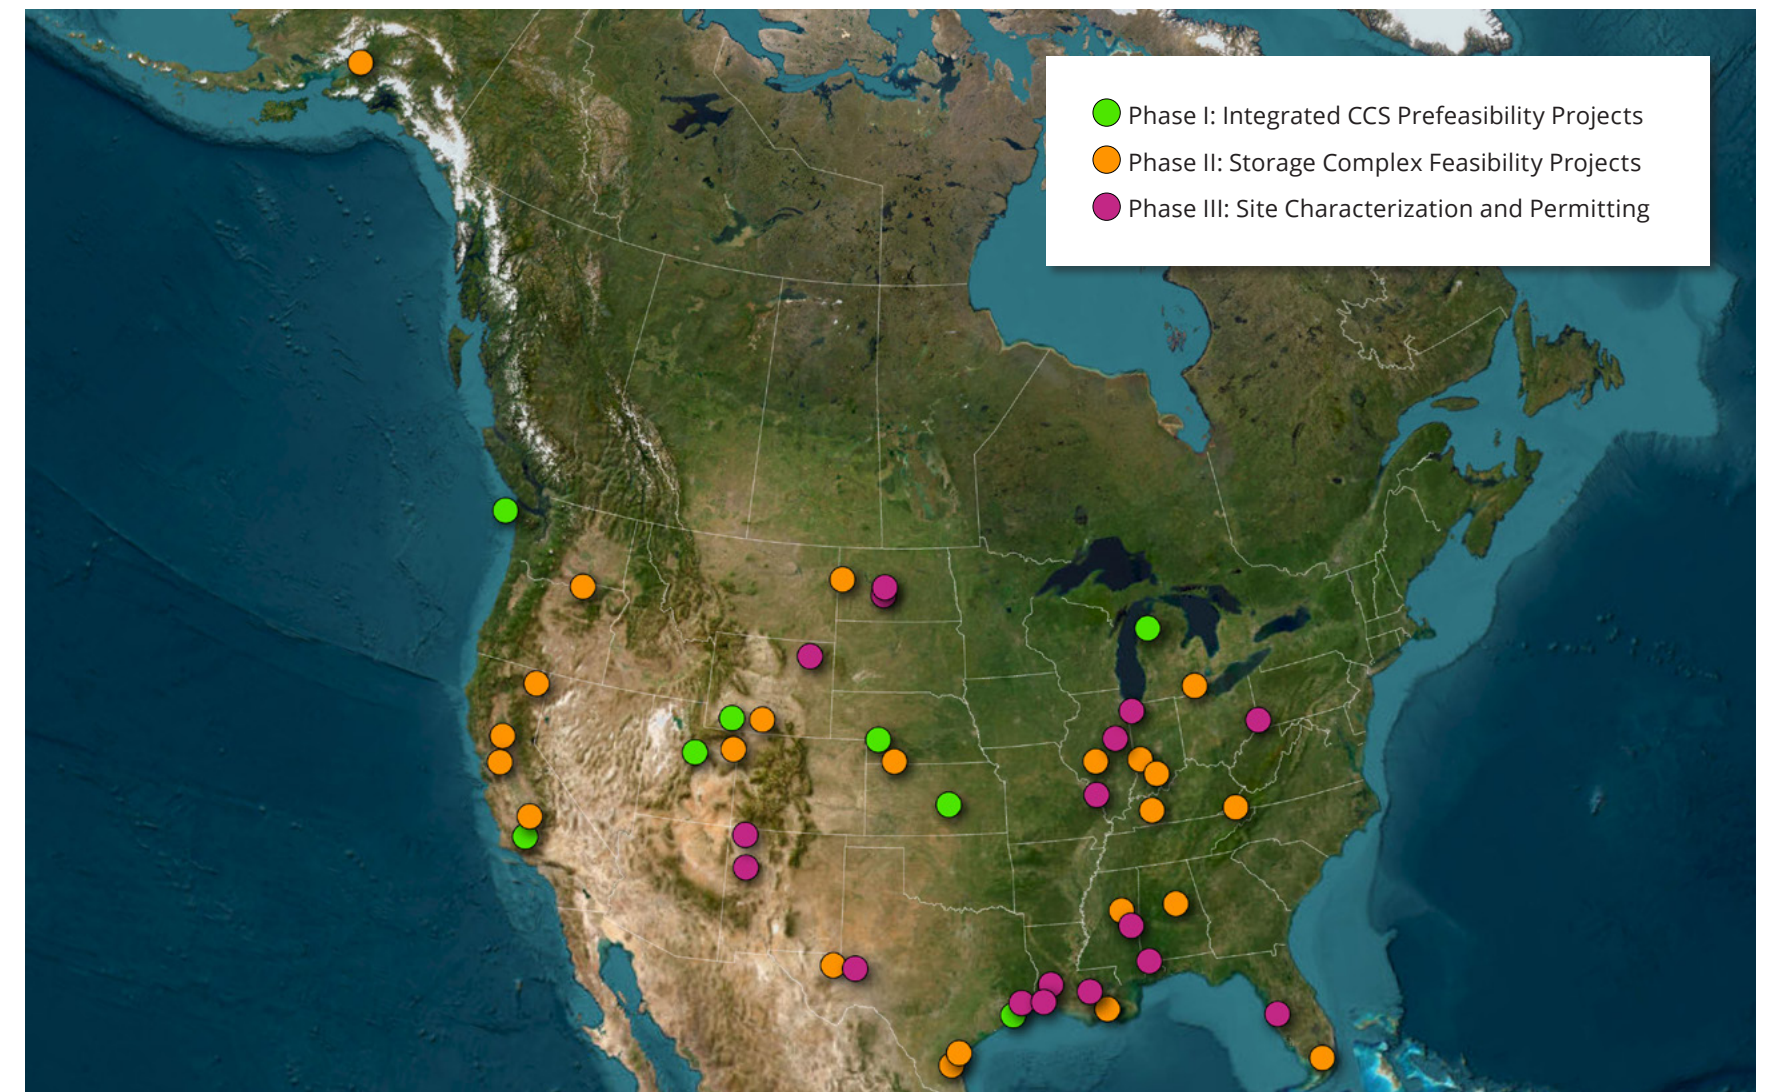 Phase I: Integrated CCS Prefeasibility Projects
Phase II: Storage Complex Feasibility Projects
Phase III: Site Characterization and Permitting